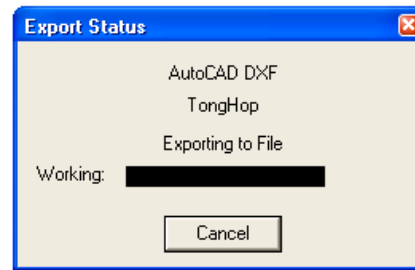 Export Status
AutoCAD DXF
TongHop
Exporting to File
Working:
Cancel